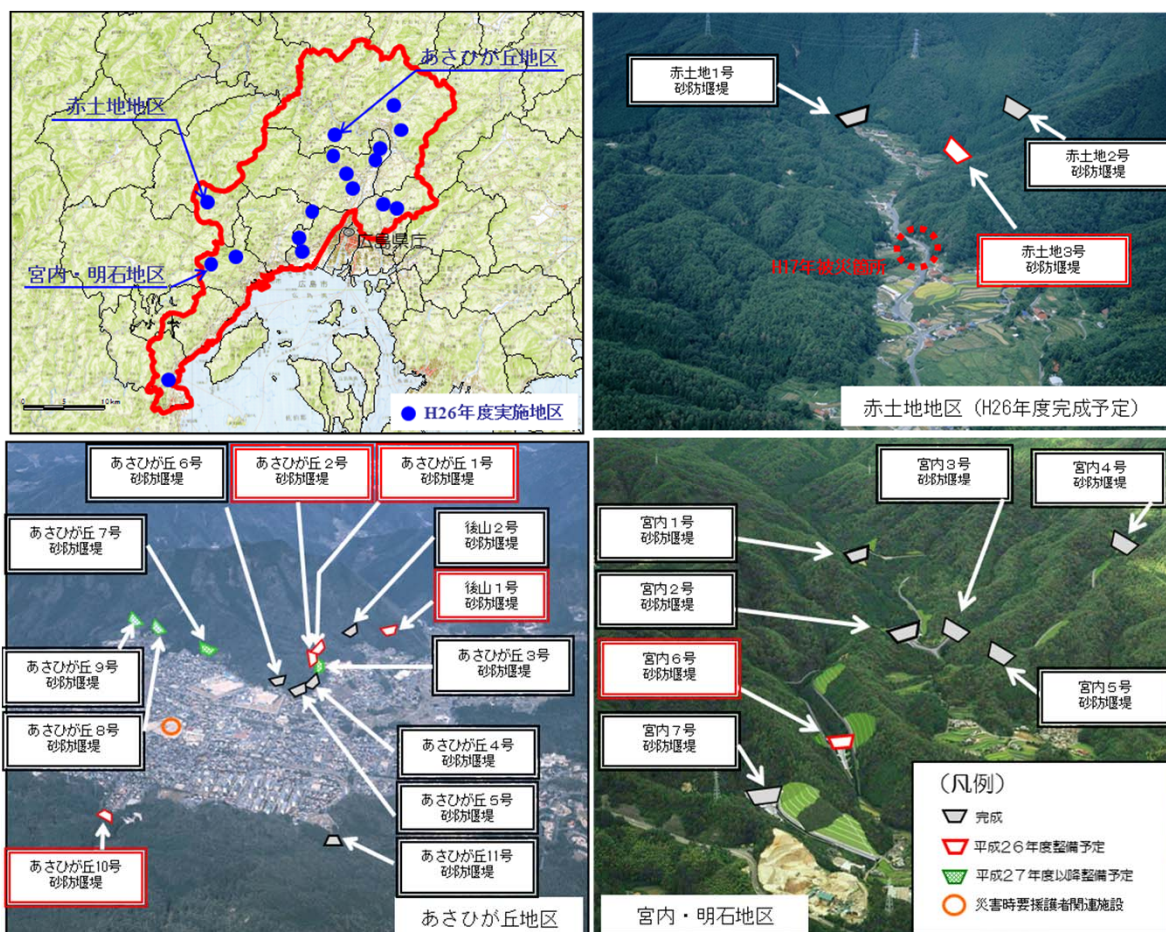 あさひが丘地区
赤土地地区
宮内・明石地区
広島県庁
広島市
0 5 10km
H26年度実施地区
赤土地1号
砂防堰堤
赤土地2号
砂防堰堤
赤土地3号
砂防堰堤
H17年被災箇所
赤土地地区（H26年度完成予定）
あさひが丘6号
砂防堰堤
あさひが丘2号
砂防堰堤
あさひが丘1号
砂防堰堤
あさひが丘7号
砂防堰堤
後山2号
砂防堰堤
後山1号
砂防堰堤
あさひが丘3号
砂防堰堤
あさひが丘9号
砂防堰堤
あさひが丘8号
砂防堰堤
あさひが丘4号
砂防堰堤
あさひが丘5号
砂防堰堤
あさひが丘11号
砂防堰堤
あさひが丘10号
砂防堰堤
あさひが丘地区
宮内3号
砂防堰堤
宮内4号
砂防堰堤
宮内1号
砂防堰堤
宮内2号
砂防堰堤
宮内6号
砂防堰堤
宮内5号
砂防堰堤
宮内7号
砂防堰堤
宮内・明石地区
（凡例）
完成
平成26年度整備予定
平成27年度以降整備予定
災害時要援護者関連施設